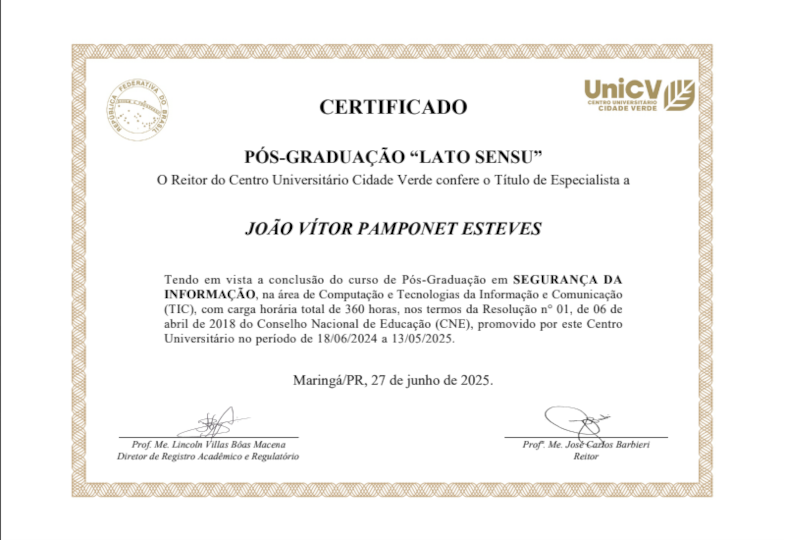 REPÚBLICA FEDERATIVA DO BRASIL
UniCV
CENTRO UNIVERSITÁRIO
CIDADE VERDE
CERTIFICADO
PÓS-GRADUAÇÃO “LATO SENSU”
O Reitor do Centro Universitário Cidade Verde confere o Título de Especialista a
JOÃO VÍTOR PAMPONET ESTEVES
Tendo em vista a conclusão do curso de Pós-Graduação em SEGURANÇA DA
INFORMAÇÃO, na área de Computação e Tecnologias da Informação e Comunicação
(TIC), com carga horária total de 360 horas, nos termos da Resolução n° 01, de 06 de
abril de 2018 do Conselho Nacional de Educação (CNE), promovido por este Centro
Universitário no período de 18/06/2024 a 13/05/2025.
Maringá/PR, 27 de junho de 2025.
Prof. Me. Lincoln Villas Bôas Macena
Diretor de Registro Acadêmico e Regulatório
Profº. Me. José Carlos Barbieri
Reitor